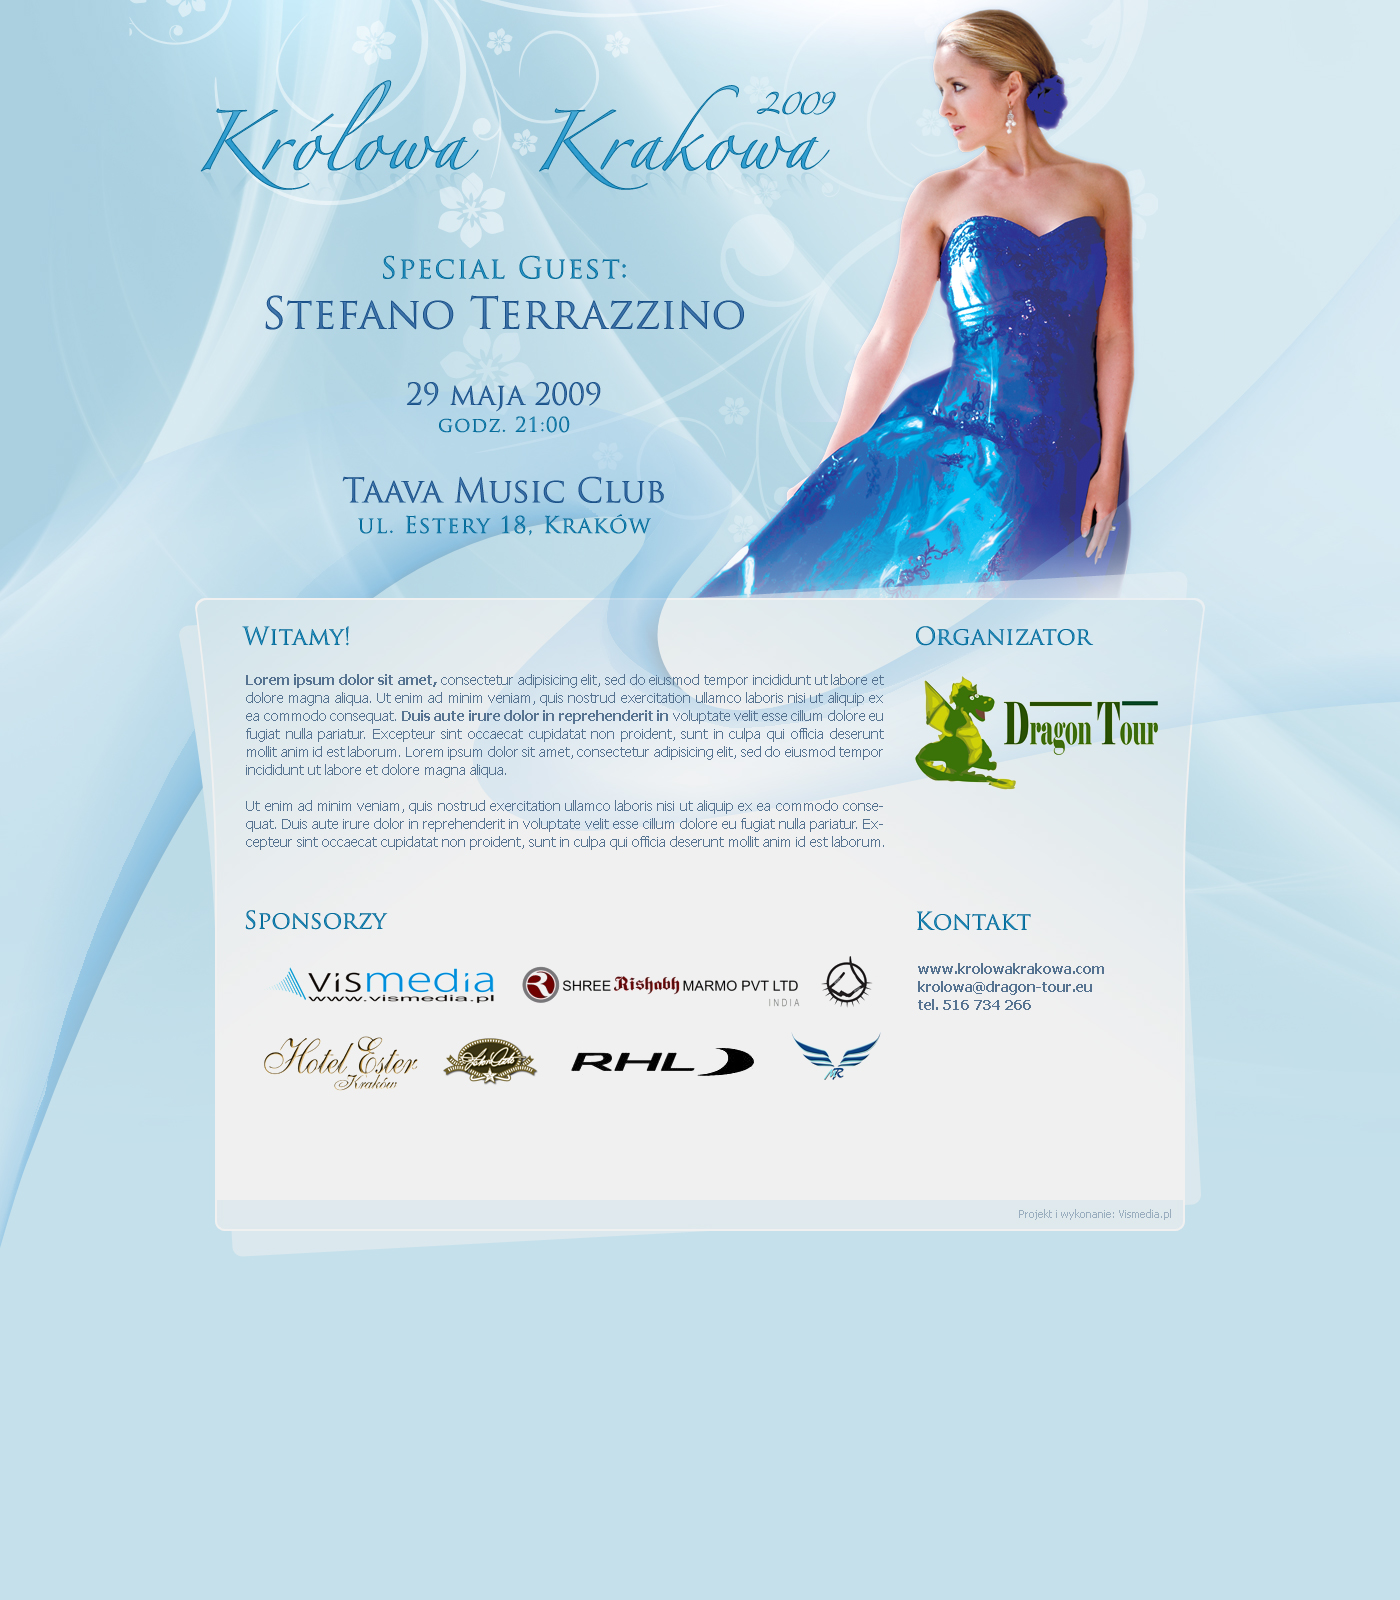 Królowa Krakowa 2009
Special Guest:
Stefano Terrazzino
29 maja 2009
godz. 21:00
Taava Music Club
ul. Estery 18, Kraków
Witamy!
Lorem ipsum dolor sit amet, consectetur adipisicing elit, sed do eiusmod tempor incididunt ut labore et
dolore magna aliqua. Ut enim ad minim veniam, quis nostrud exercitation ullamco laboris nisi ut aliquip ex
ea commodo consequat. Duis aute irure dolor in reprehenderit in voluptate velit esse cillum dolore eu
fugiat nulla pariatur. Excepteur sint occaecat cupidatat non proident, sunt in culpa qui officia deserunt
mollit anim id est laborum. Lorem ipsum dolor sit amet, consectetur adipisicing elit, sed do eiusmod tempor
incididunt ut labore et dolore magna aliqua.
Ut enim ad minim veniam, quis nostrud exercitation ullamco laboris nisi ut aliquip ex ea commodo conse-
quat. Duis aute irure dolor in reprehenderit in voluptate velit esse cillum dolore eu fugiat nulla pariatur. Ex-
cepteur sint occaecat cupidatat non proident, sunt in culpa qui officia deserunt mollit anim id est laborum.
Organizator
Dragon Tour
Sponsorzy
vismedia
www.vismedia.pl
R SHREE Rishabh MARMO PVT LTD
INDIA
Hotel Ester
Kraków
RHL
MR
Kontakt
www.krolowakrakowa.com
krolowa@dragon-tour.eu
tel. 516 734 266
Projekt i wykonanie: Vismedia.pl